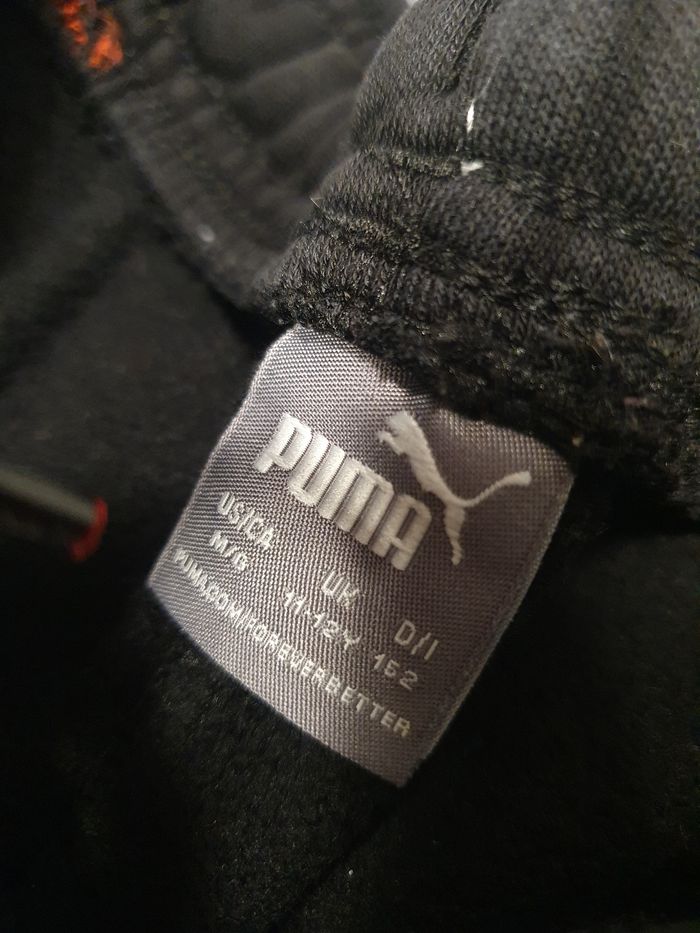 PUMA
US/CA UK D/I
M/G 11-12Y 152
PUMA.COM/FOREVERBETTER